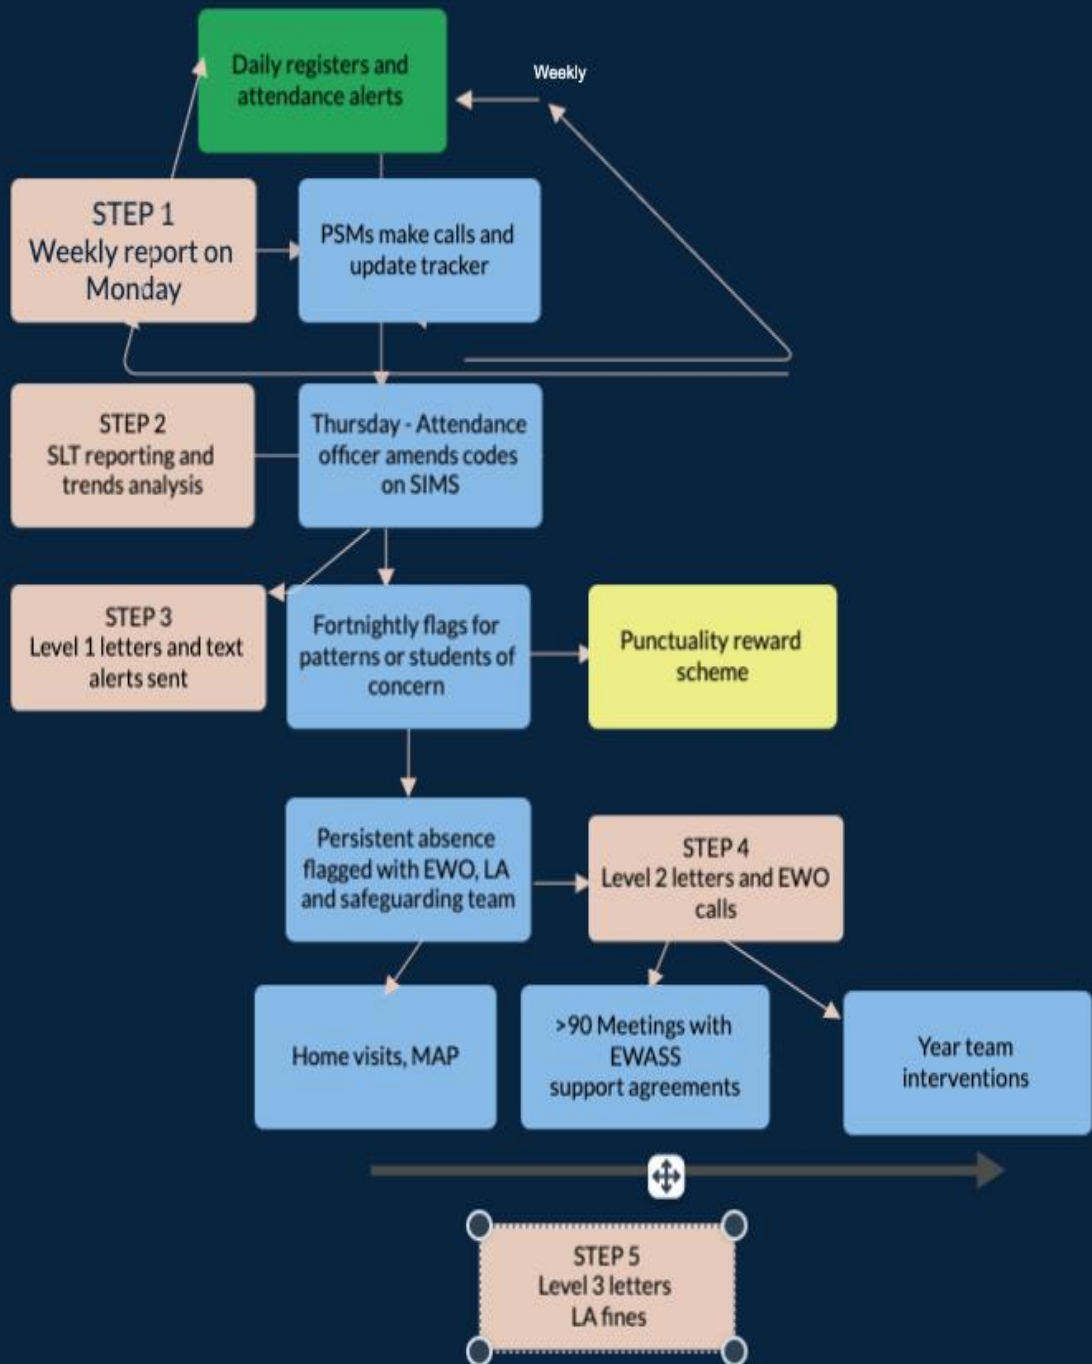 Daily registers and
attendance alerts
Weekly
STEP 1
Weekly report on
Monday
PSMs make calls and
update tracker
STEP 2
SLT reporting and
trends analysis
Thursday - Attendance
officer amends codes
on SIMS
STEP 3
Level 1 letters and text
alerts sent
Fortnightly flags for
patterns or students of
concern
Punctuality reward
scheme
Persistent absence
flagged with EWO, LA
and safeguarding team
STEP 4
Level 2 letters and EWO
calls
Home visits, MAP
>90 Meetings with
EWASS
support agreements
Year team
interventions
STEP 5
Level 3 letters
LA fines